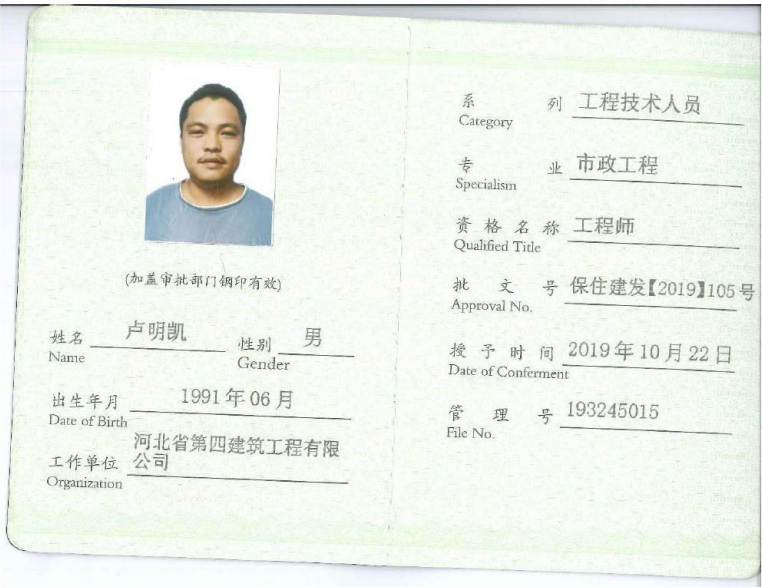 (加盖审批部门钢印有效)
姓名 卢明凯 性别 男
Name Gender
出生年月 1991年06月
Date of Birth
河北省第四建筑工程有限
工作单位 公司
Organization
系 列 工程技术人员
Category
专 业 市政工程
Specialism
资格名称 工程师
Qualified Title
批 文 号 保住建发【2019】105号
Approval No.
授予时间 2019年10月22日
Date of Conferment
管 理 号 193245015
File No.